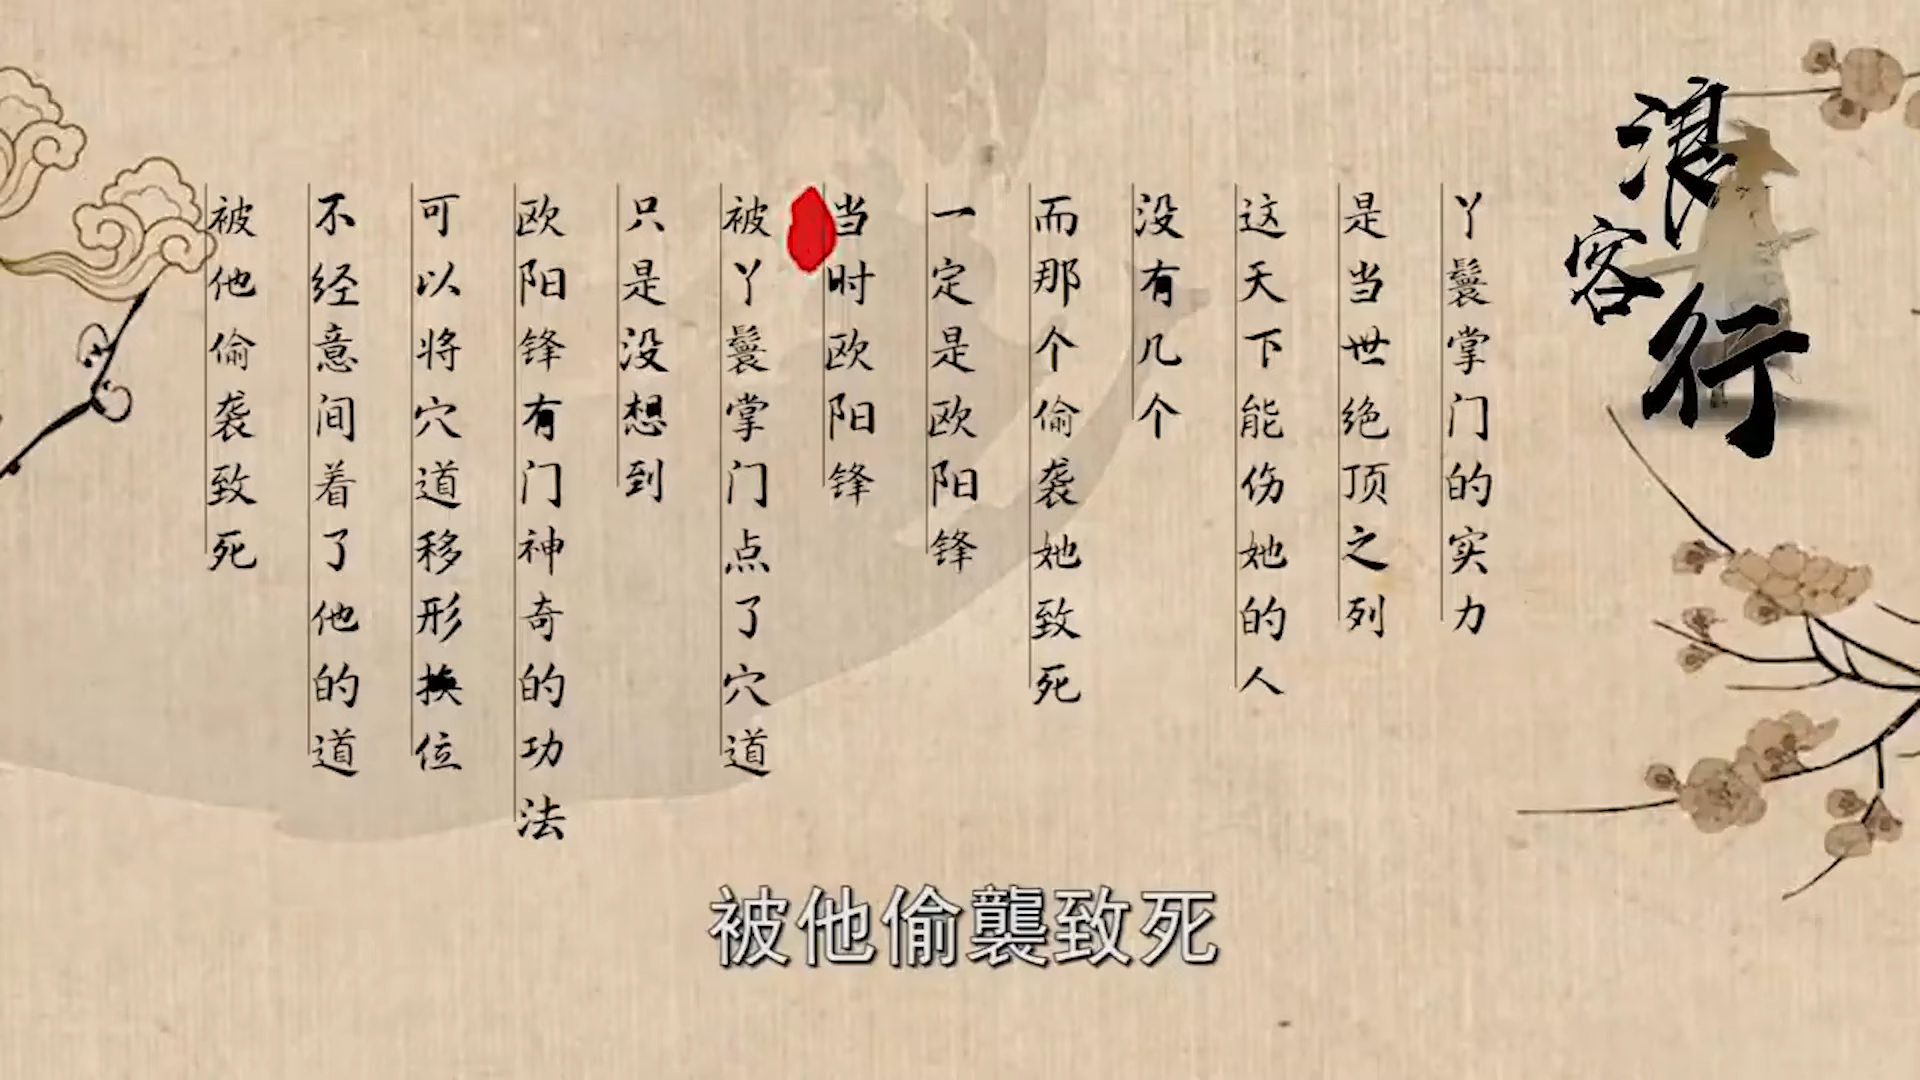 浪客行
丫鬟掌门的实力
是当世绝顶之列
这天下能伤她的人
没有几个
而那个偷袭她致死
一定是欧阳锋
当时欧阳锋
被丫鬟掌门点了穴道
只是没想到
欧阳锋有门神奇的功法
可以将穴道移形换位
不经意间着了他的道
被他偷袭致死
被他偷襲致死